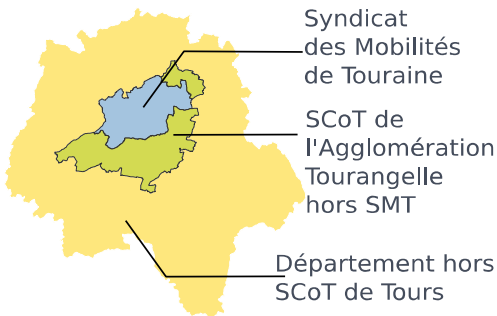 Syndicat
des Mobilités
de Touraine
SCoT de
l'Agglomération
Tourangelle
hors SMT
Département hors
SCoT de Tours